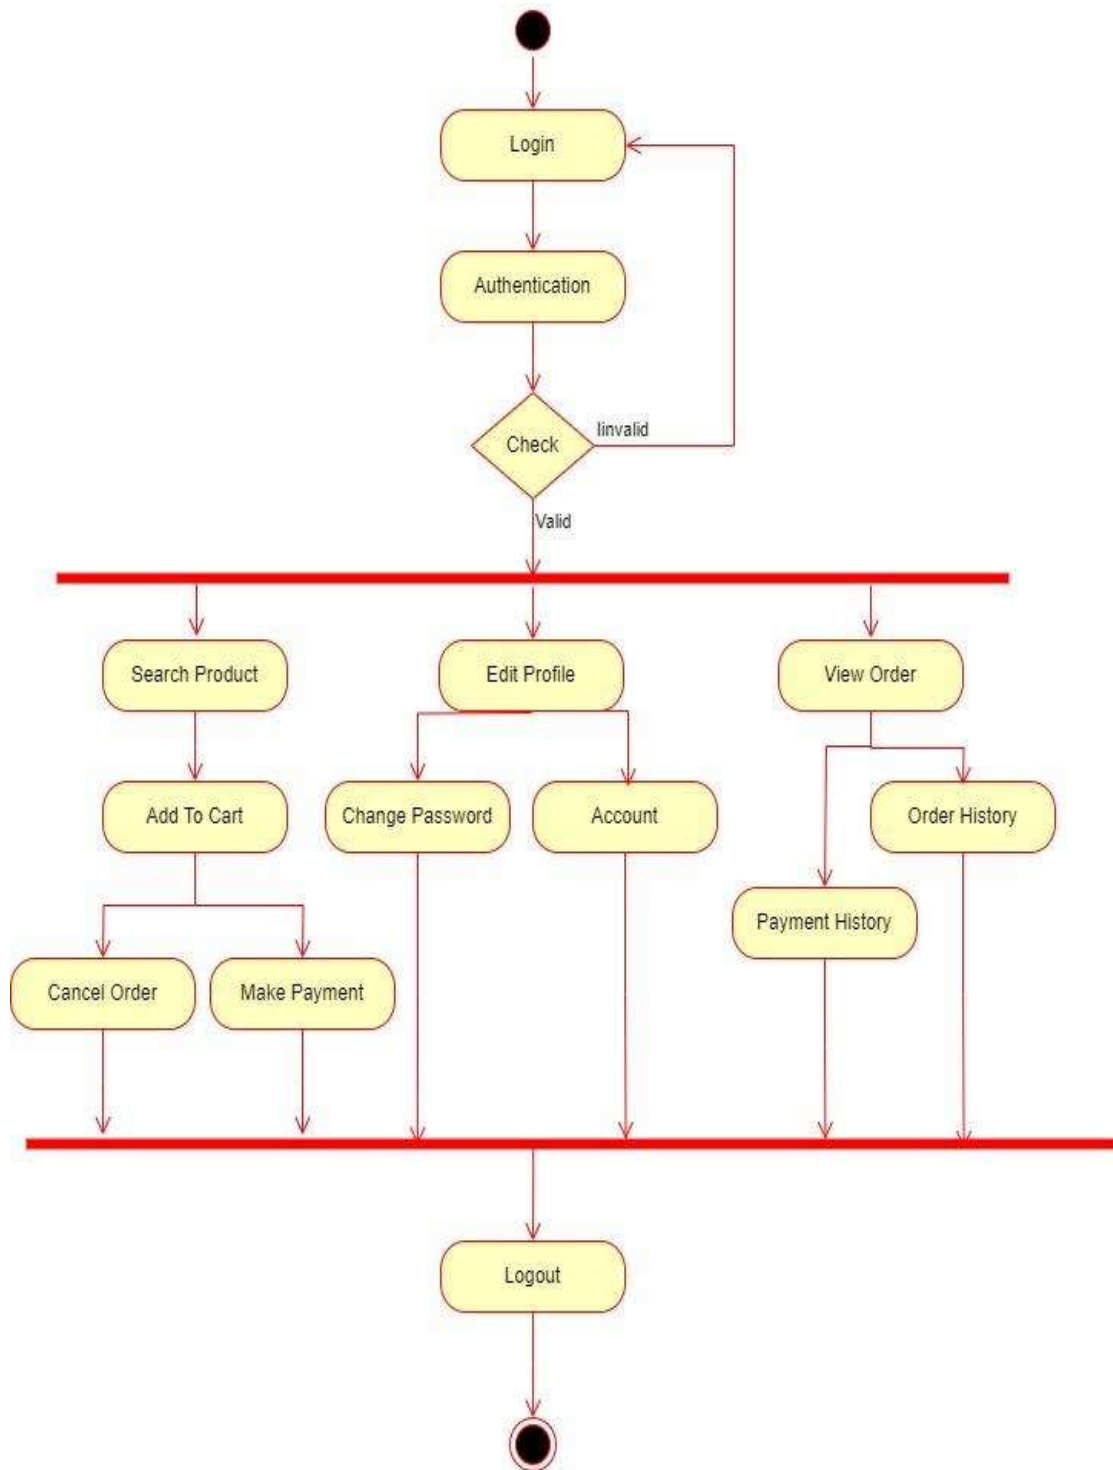 Login
Authentication
Check
Iinvalid
Valid
Search Product
Edit Profile
View Order
Add To Cart
Change Password
Account
Order History
Payment History
Cancel Order
Make Payment
Logout